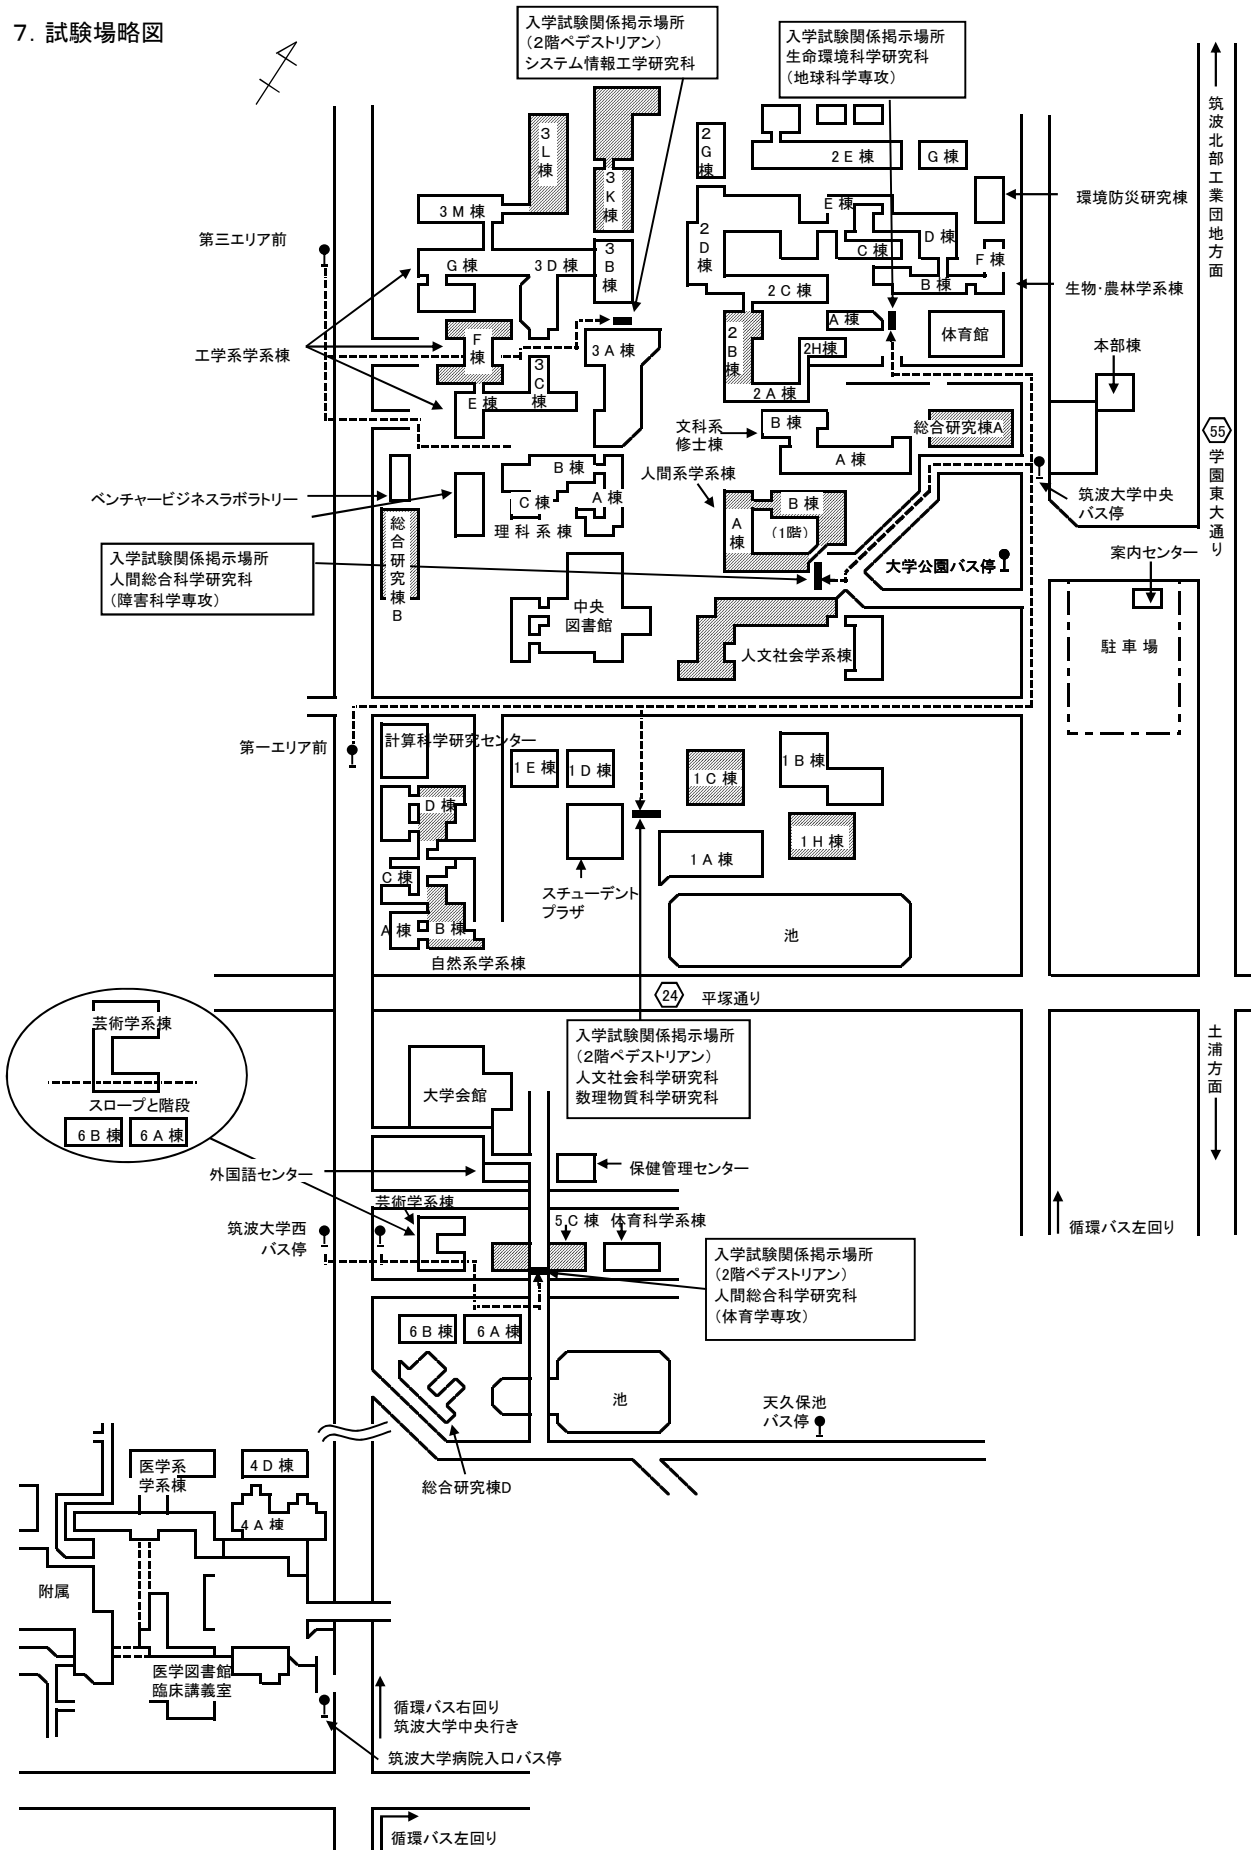 7. 試験場略図
入学試験関係掲示場所
(2階ペデストリアン)
システム情報工学研究科
入学試験関係掲示場所
生命環境科学研究科
(地球科学専攻)
筑波北部工業団地方面
3L棟
3K棟
2G棟
2E棟
G棟
環境防災研究棟
3M棟
E棟
第三エリア前
2D棟
D棟
C棟
3B棟
G棟
3D棟
F棟
2C棟
B棟
生物・農林学系棟
A棟
F棟
体育館
工学系学系棟
3A棟
2B棟
2H棟
本部棟
3C棟
2A棟
E棟
文科系
修士棟
B棟
総合研究棟A
55
学園東大通り
A棟
B棟
人間系学系棟
ベンチャービジネスラボラトリー
C棟
A棟
B棟
筑波大学中央
バス停
理科系棟
A棟
(1階)
総合研究棟B
入学試験関係掲示場所
人間総合科学研究科
(障害科学専攻)
大学公園バス停
案内センター
中央
図書館
駐車場
人文社会学系棟
第一エリア前
計算科学研究センター
1E棟
1D棟
1C棟
1B棟
D棟
1H棟
1A棟
C棟
スチューデント
プラザ
A棟
B棟
池
自然系学系棟
24
平塚通り
芸術学系棟
入学試験関係掲示場所
(2階ペデストリアン)
人文社会科学研究科
数理物質科学研究科
土浦方面
大学会館
スロープと階段
6B棟
6A棟
外国語センター
保健管理センター
芸術学系棟
筑波大学西
バス停
5C棟
体育科学系棟
循環バス左回り
入学試験関係掲示場所
(2階ペデストリアン)
人間総合科学研究科
(体育学専攻)
6B棟
6A棟
池
天久保池
バス停
医学系
学系棟
4D棟
総合研究棟D
4A棟
附属
医学図書館
臨床講義室
循環バス右回り
筑波大学中央行き
筑波大学病院入口バス停
循環バス左回り